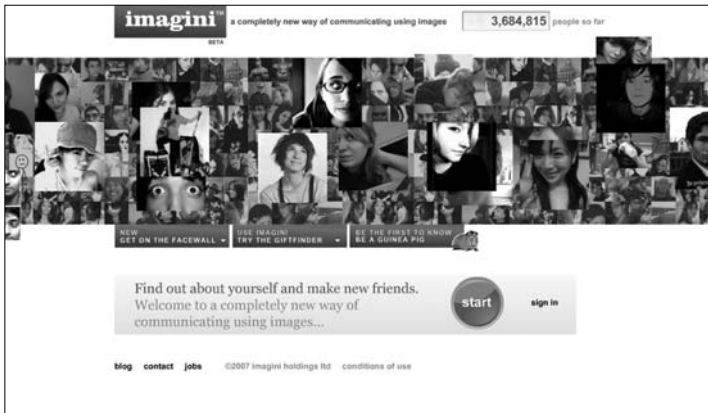 imagini™
BETA
a completely new way of communicating using images
3,684,815 people so far
NEW
GET ON THE FACEWALL
USE IMAGINI
TRY THE GIFTFINDER
BE THE FIRST TO KNOW
BE A GUINEA PIG
Find out about yourself and make new friends.
Welcome to a completely new way of
communicating using images...
start
sign in
blog contact jobs ©2007 imagini holdings ltd conditions of use